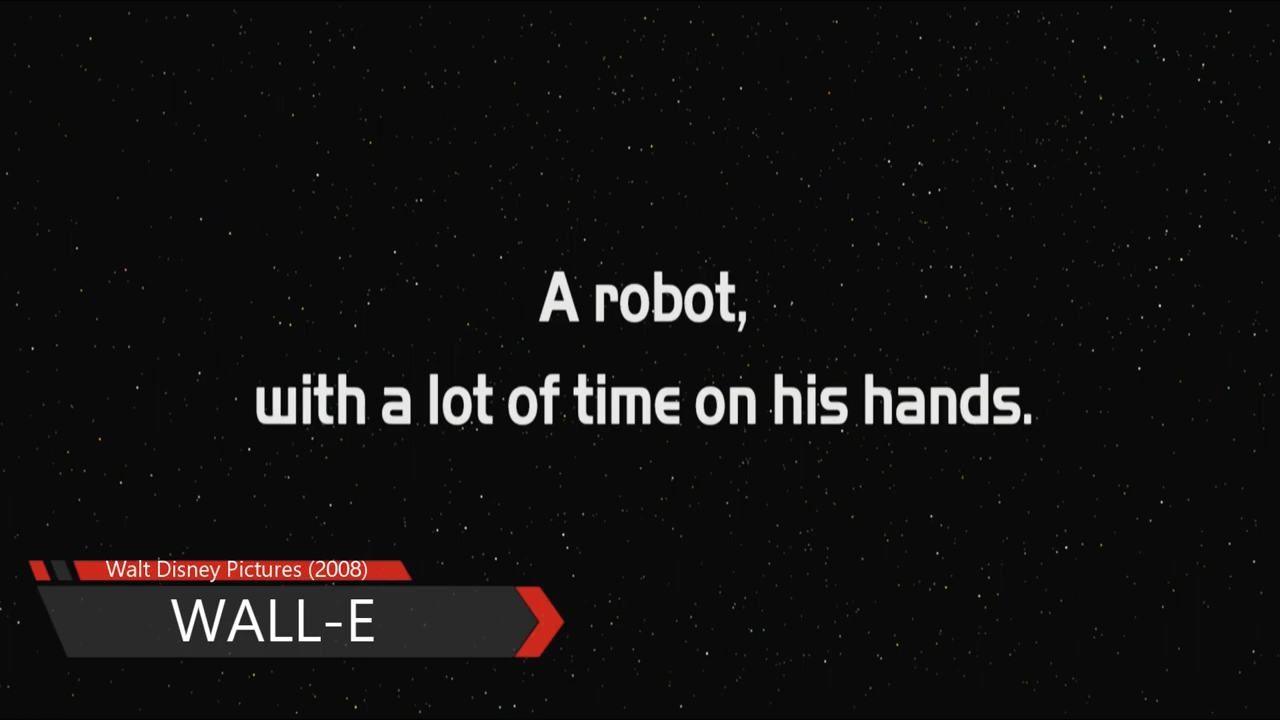 A robot,
with a lot of time on his hands.
Walt Disney Pictures (2008)
WALL-E